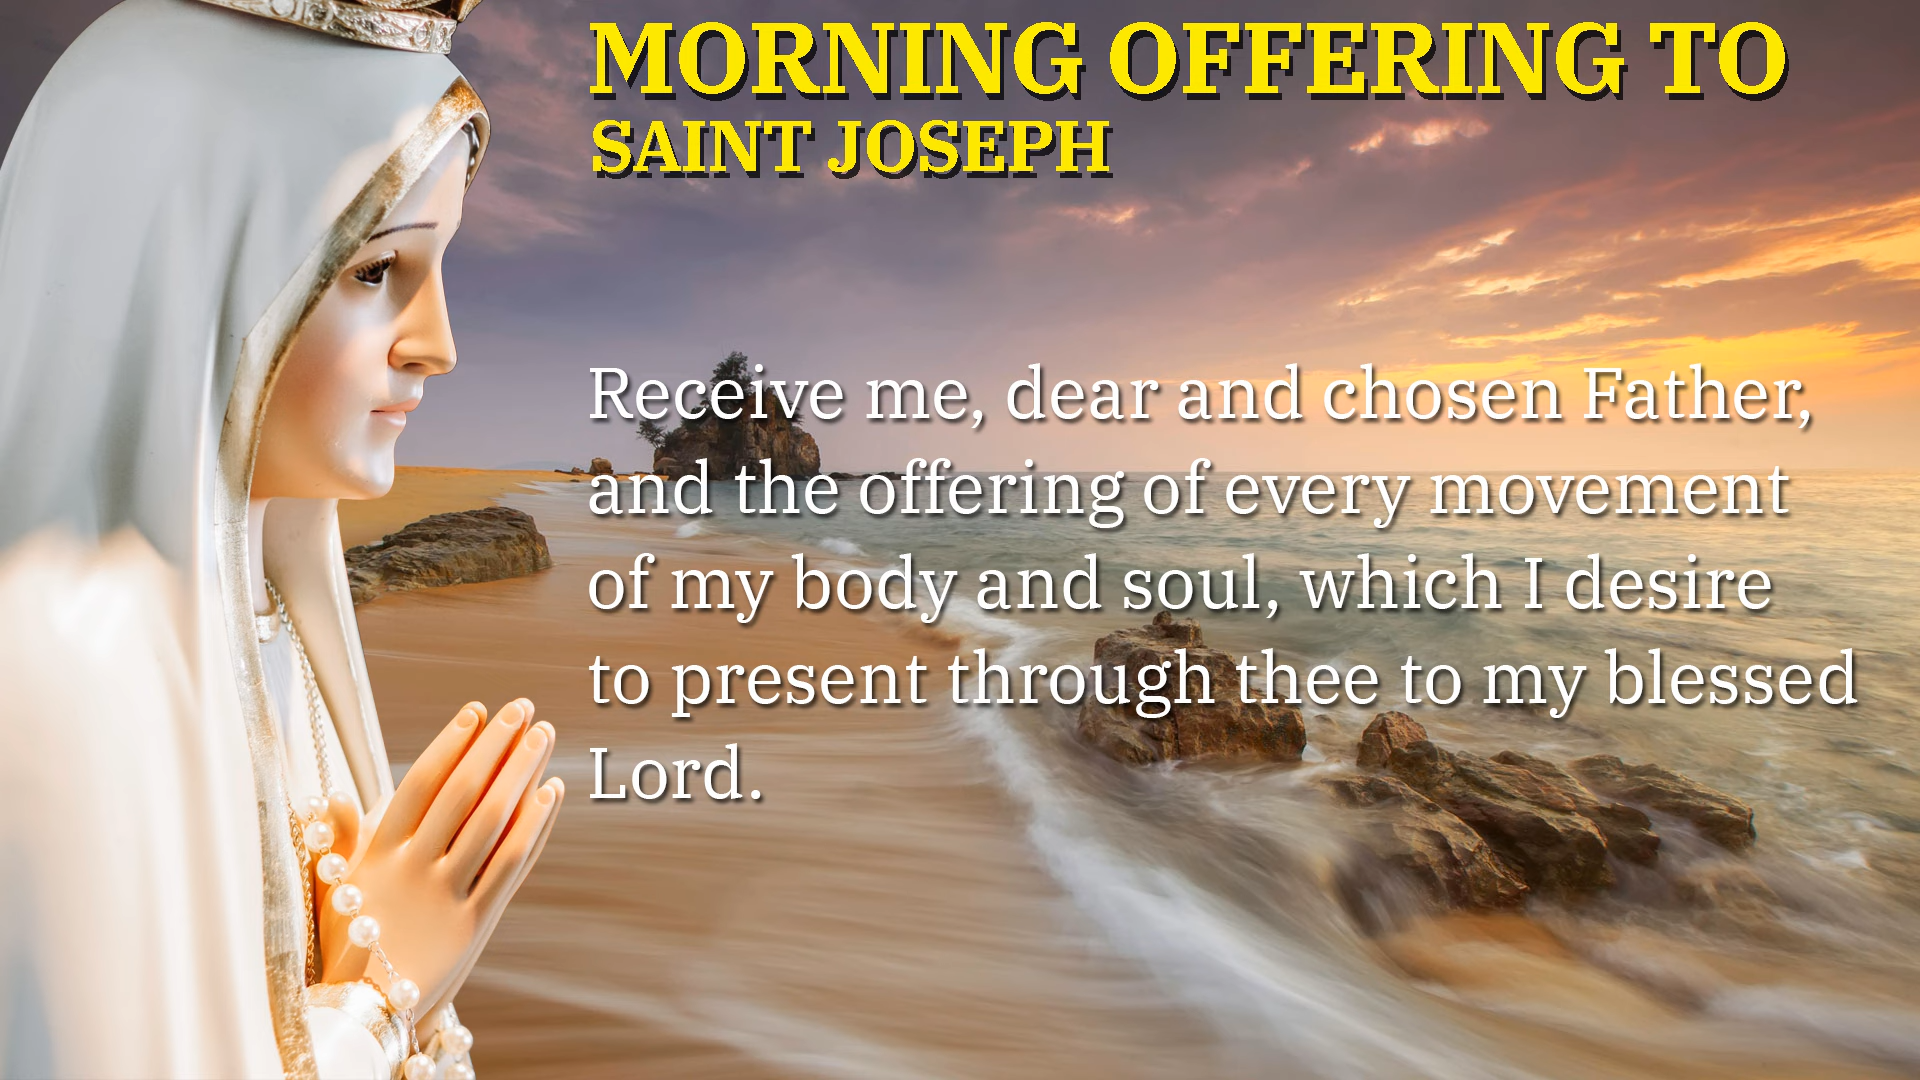 MORNING OFFERING TO
SAINT JOSEPH
Receive me, dear and chosen Father,
and the offering of every movement
of my body and soul, which I desire
to present through thee to my blessed
Lord.